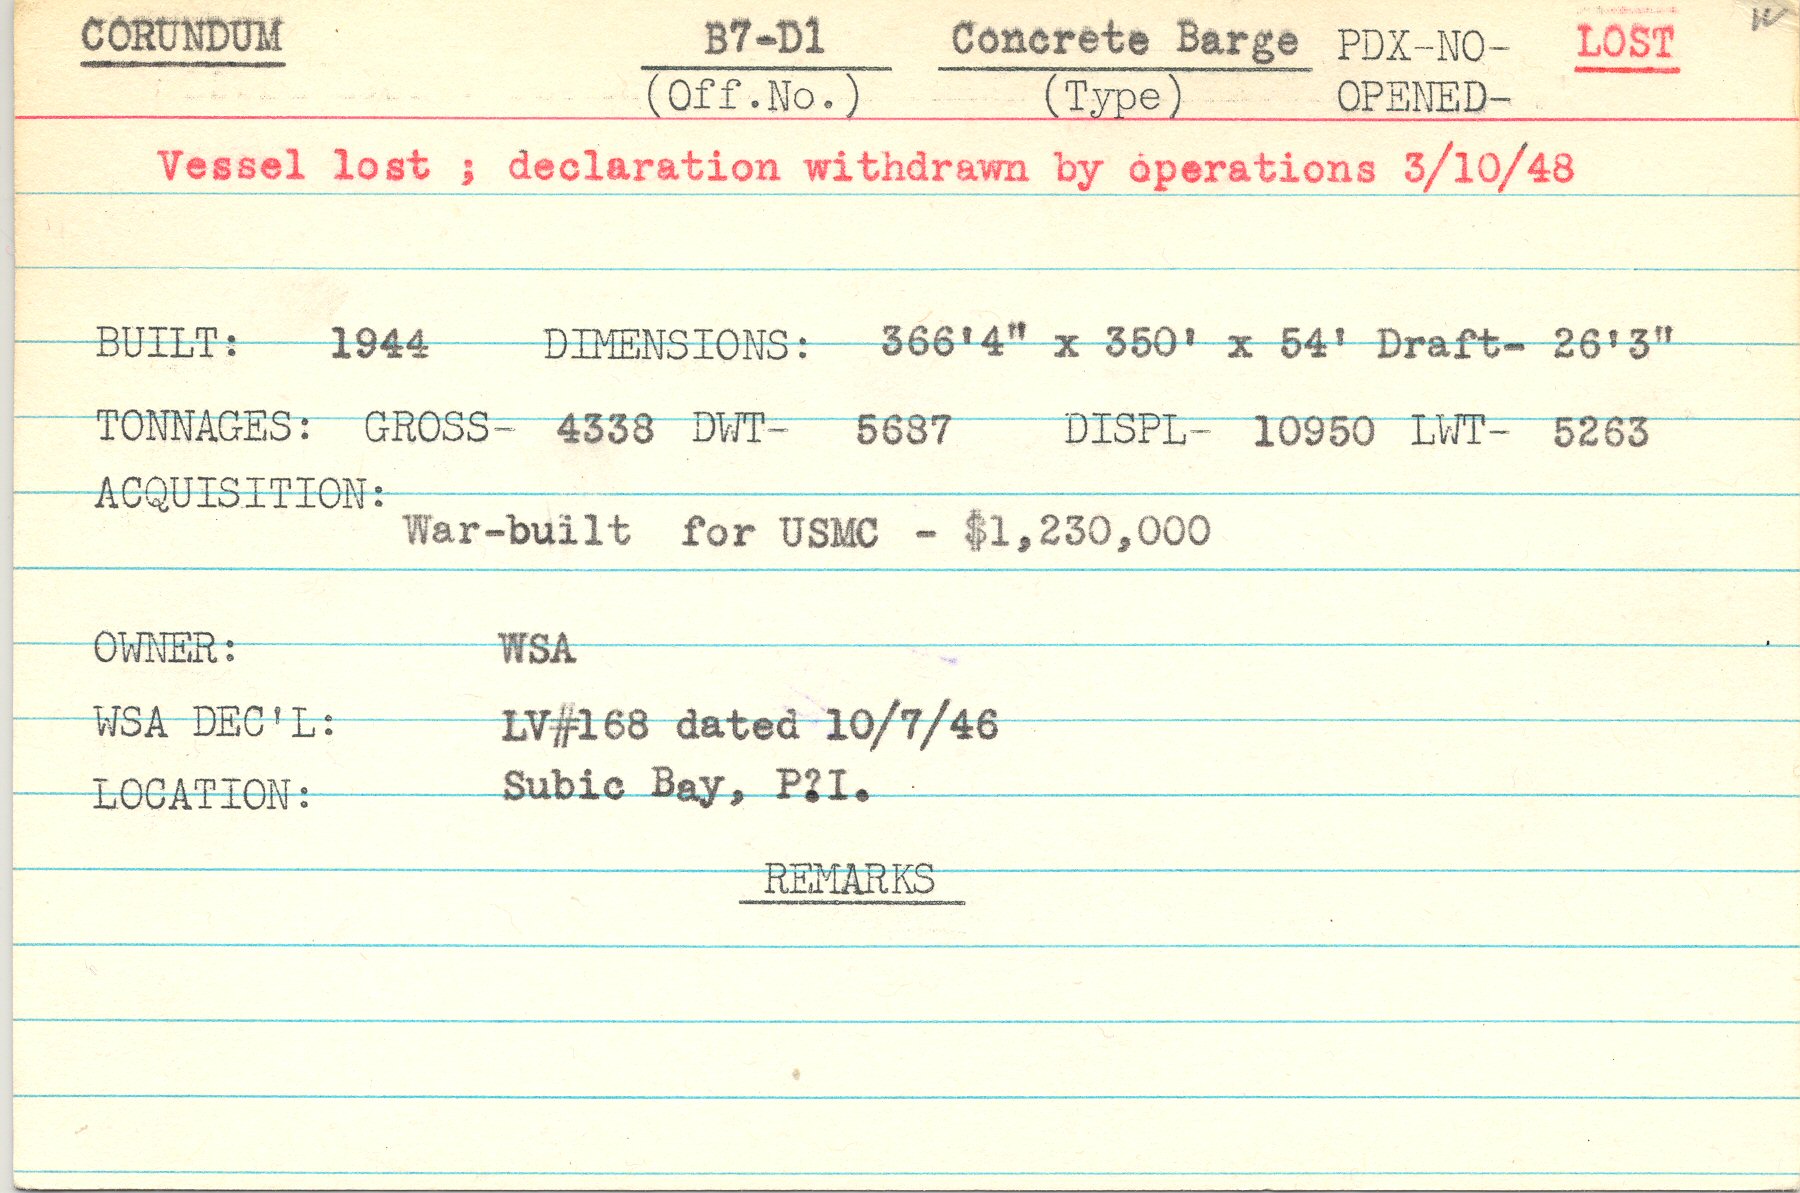 CORUNDUM B7-D1 Concrete Barge PDX-NO- LOST
(Off.No.) (Type) OPENED-
Vessel lost ; declaration withdrawn by operations 3/10/48
BUILT: 1944 DIMENSIONS: 366'4" x 350' x 54' Draft- 26'3"
TONNAGES: GROSS- 4338 DWT- 5687 DISPL- 10950 LWT- 5263
ACQUISITION:
War-built for USMC - $1,230,000
OWNER: WSA
WSA DEC'L: LV#168 dated 10/7/46
LOCATION: Subic Bay, P?I.
REMARKS